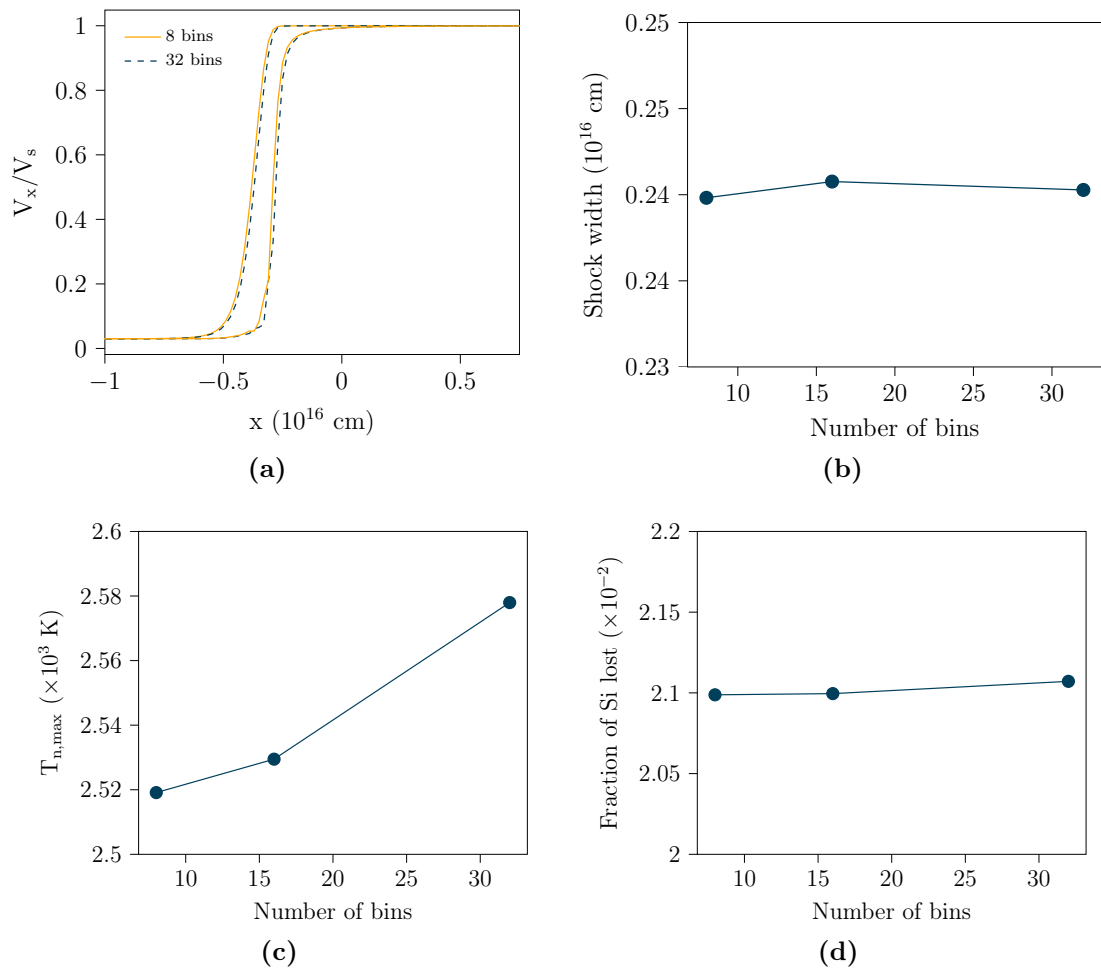 1
0.8
0.6
0.4
0.2
0
V_x/V_s
8 bins
32 bins
−1
−0.5
0
0.5
x (10^16 cm)
(a)
0.25
0.25
0.24
0.24
0.23
Shock width (10^16 cm)
10
15
20
25
30
Number of bins
(b)
2.6
2.58
2.56
2.54
2.52
2.5
T_n,max (×10^3 K)
10
15
20
25
30
Number of bins
(c)
2.2
2.15
2.1
2.05
2
Fraction of Si lost (×10^−2)
10
15
20
25
30
Number of bins
(d)